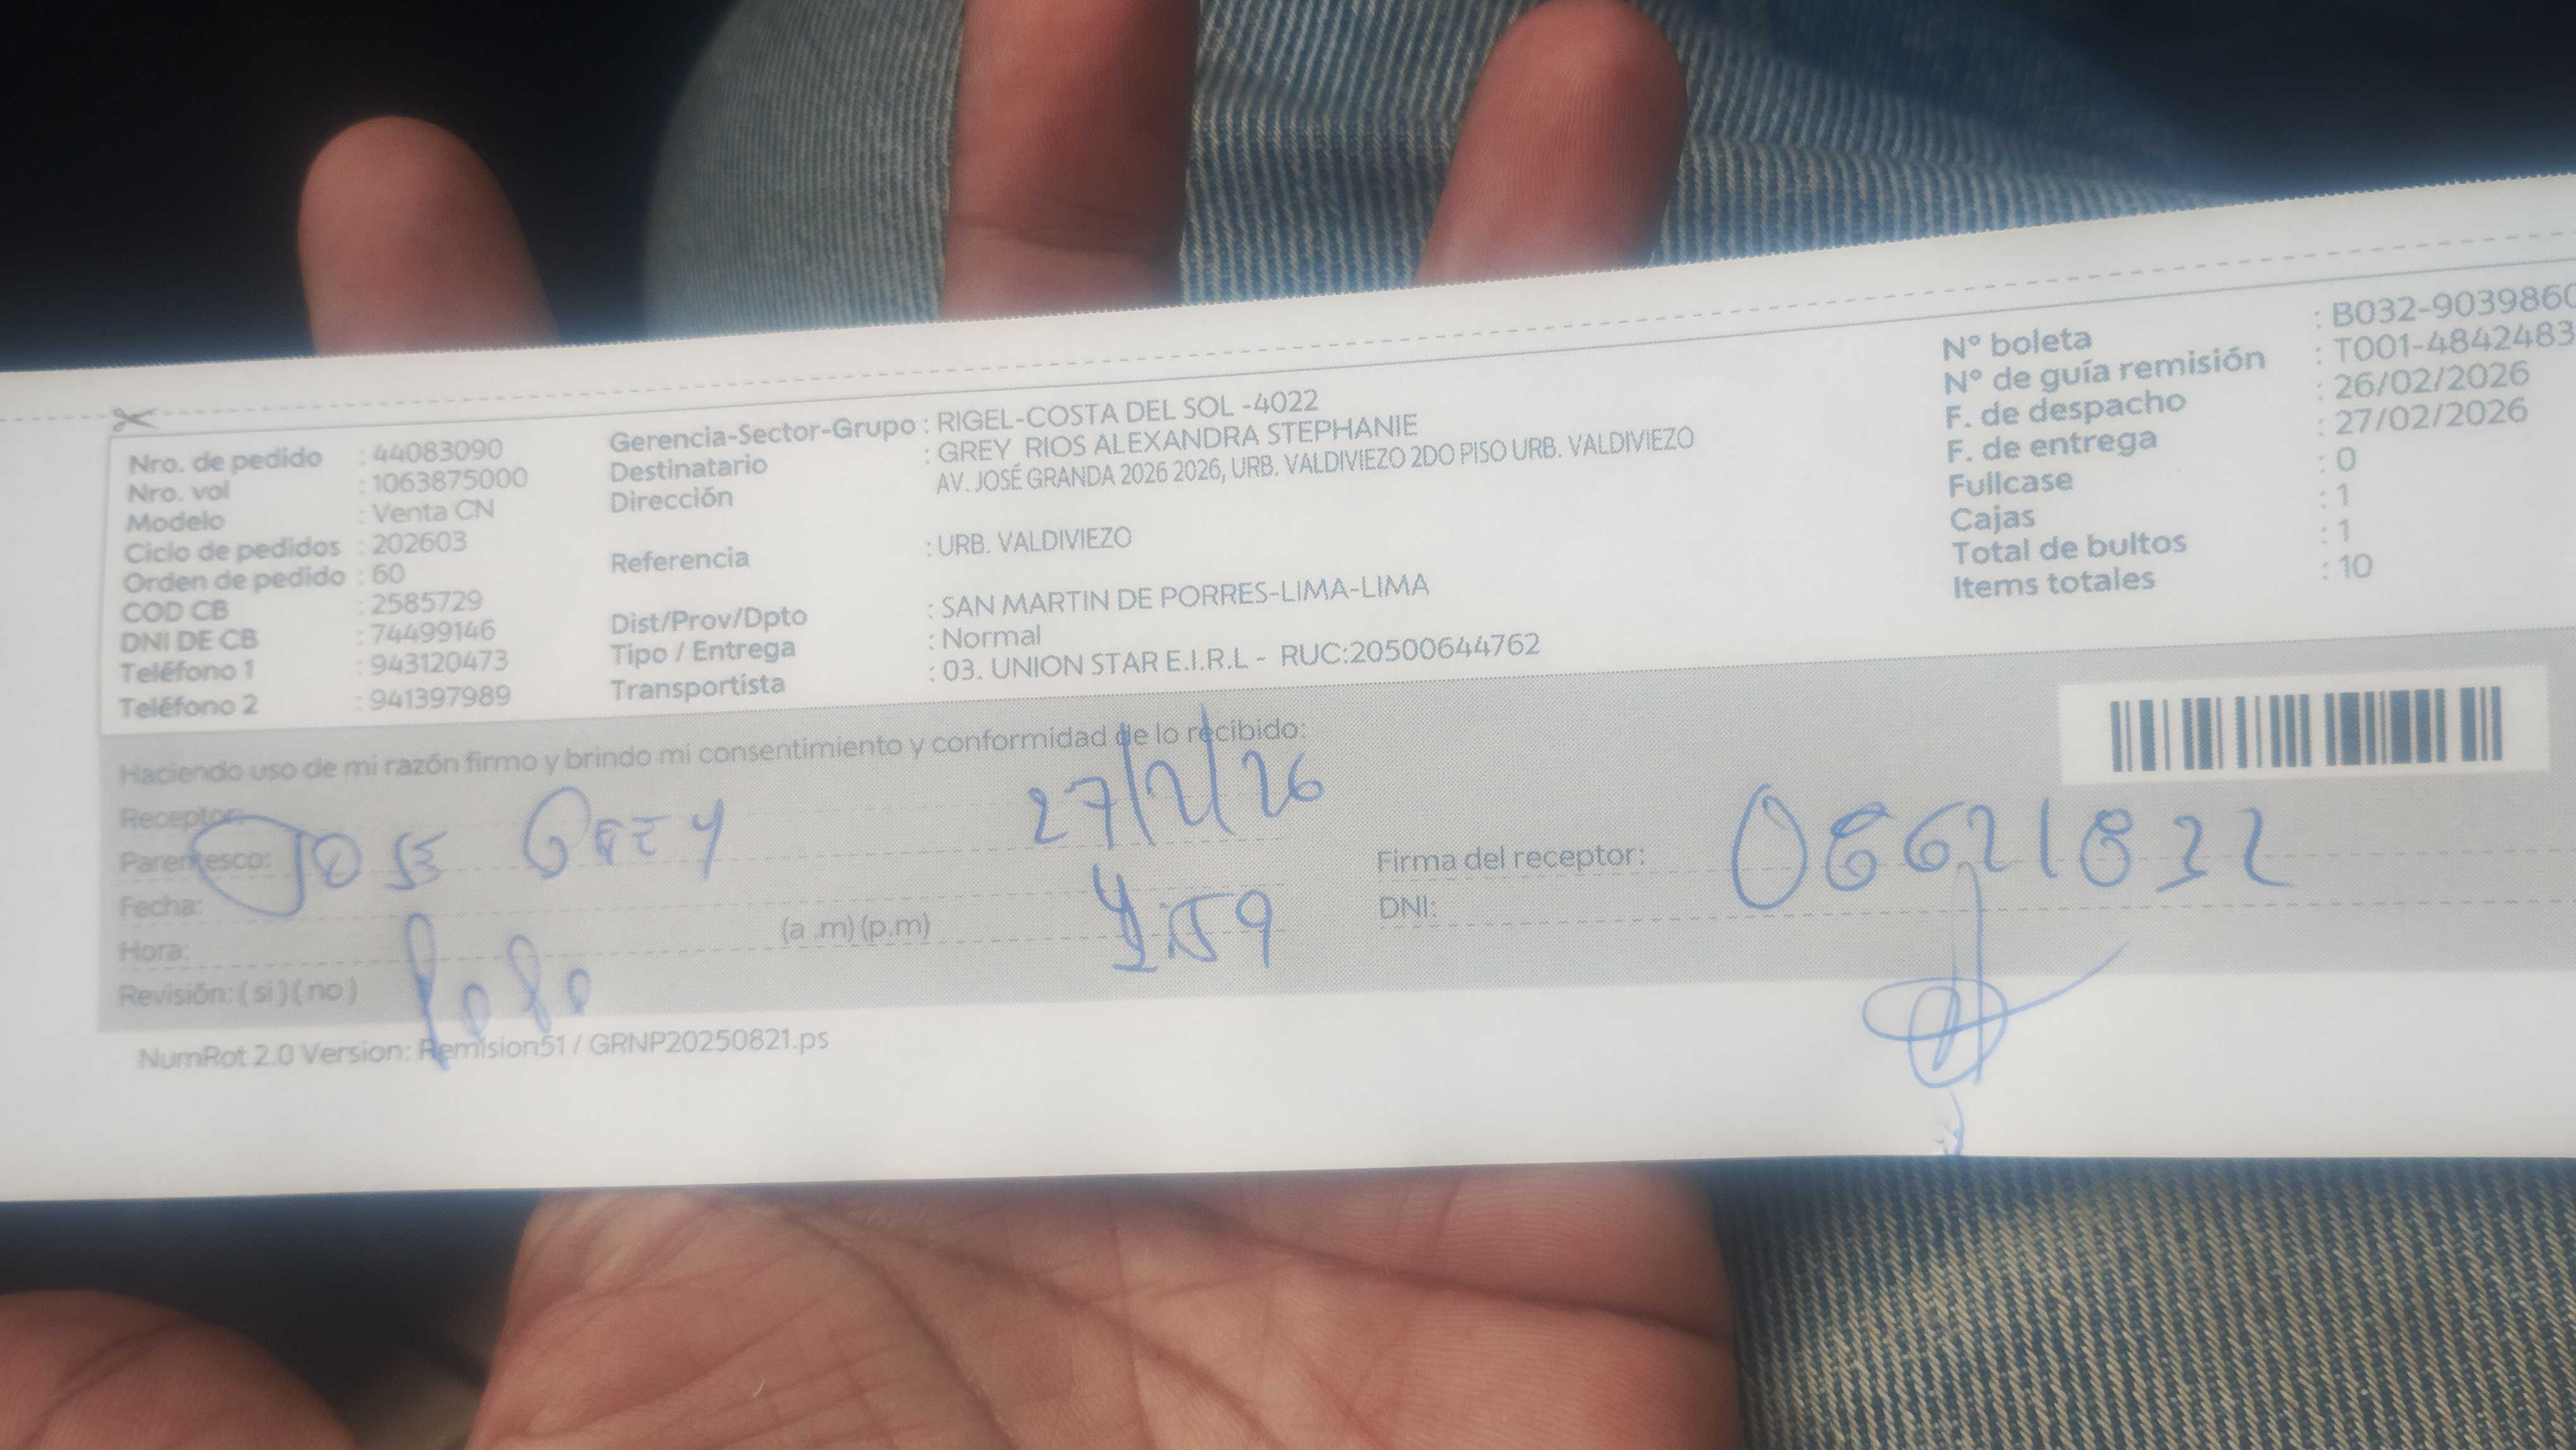 Nro. de pedido : 44083090
Nro. vol : 1063875000
Modelo : Venta CN
Ciclo de pedidos : 202603
Orden de pedido : 60
COD CB : 2585729
DNI DE CB : 74499146
Teléfono 1 : 943120473
Teléfono 2 : 941397989
Gerencia-Sector-Grupo : RIGEL-COSTA DEL SOL -4022
Destinatario : GREY RIOS ALEXANDRA STEPHANIE
Dirección AV. JOSÉ GRANDA 2026 2026, URB. VALDIVIEZO 2DO PISO URB. VALDIVIEZO
Referencia : URB. VALDIVIEZO
Dist/Prov/Dpto : SAN MARTIN DE PORRES-LIMA-LIMA
Tipo / Entrega : Normal
Transportista : 03. UNION STAR E.I.R.L - RUC:20500644762
N° boleta : B032-9039860
N° de guía remisión : T001-4842483
F. de despacho : 26/02/2026
F. de entrega : 27/02/2026
Fullcase : 0
Cajas : 1
Total de bultos : 1
Items totales : 10
Haciendo uso de mi razón firmo y brindo mi consentimiento y conformidad de lo recibido:
Receptor:
Parentesco: JOSE GREY 27/2/26
Fecha:
Hora: (a .m) (p.m) :59
Revisión: ( si ) ( no )
Firma del receptor:
DNI:
NumRot 2.0 Version: Remision51 / GRNP20250821.ps